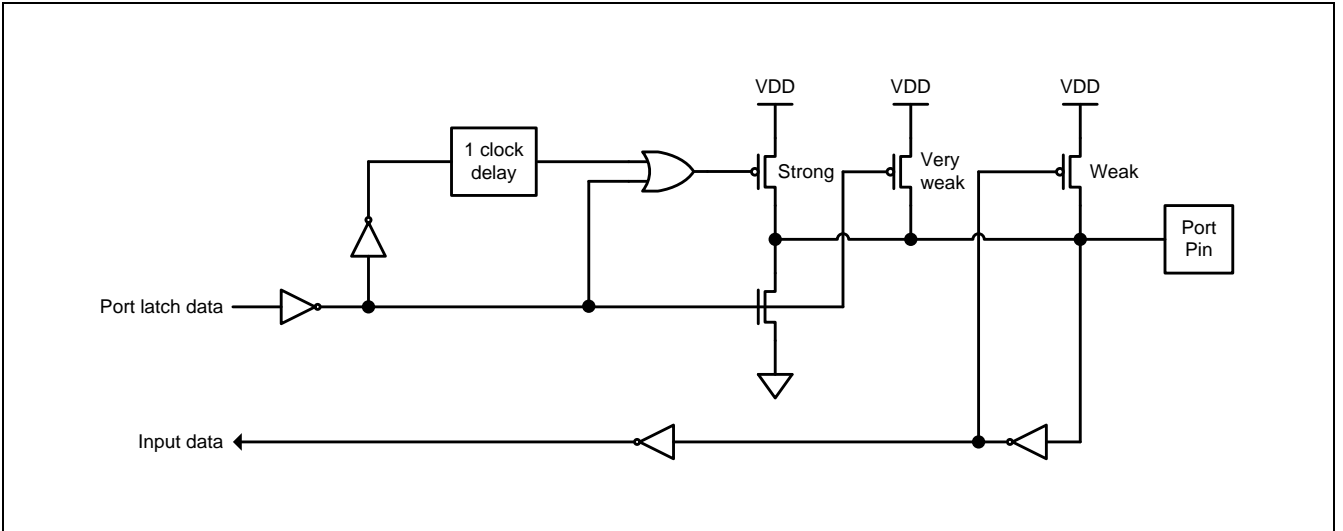 VDD
VDD
VDD
1 clock
delay
Strong
Very
weak
Weak
Port
Pin
Port latch data
Input data